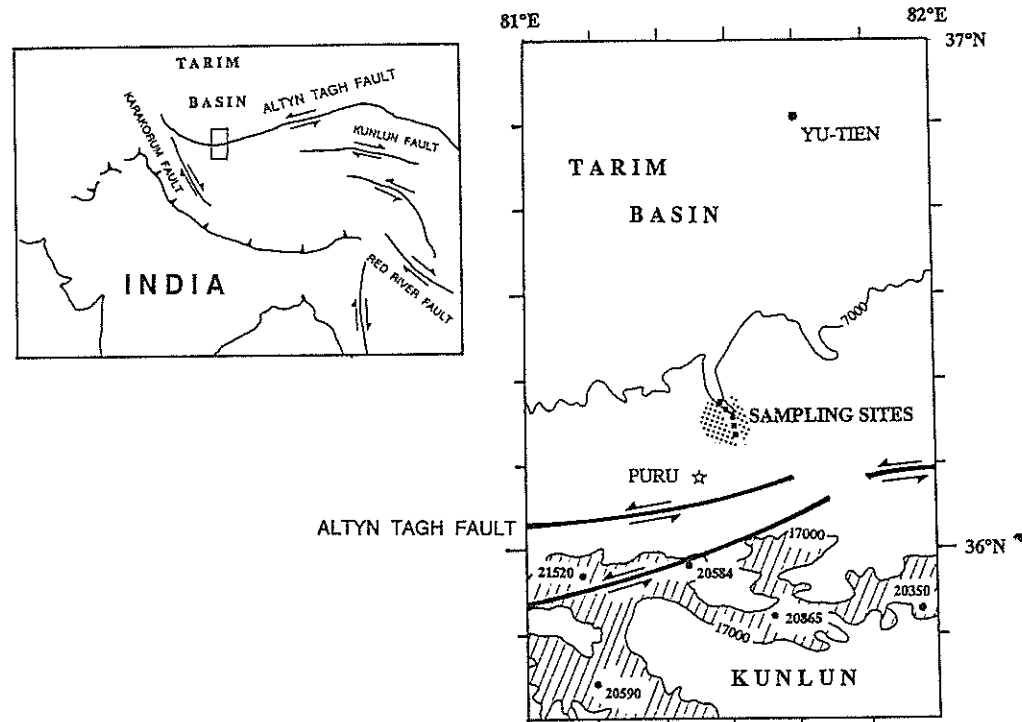 TARIM
BASIN
ALTYN TAGH FAULT
KARAKORUM FAULT
KUNLUN FAULT
INDIA
RED RIVER FAULT
81°E
82°E
37°N
YU-TIEN
TARIM
BASIN
7000
SAMPLING SITES
PURU
ALTYN TAGH FAULT
17000
36°N
21520
20584
20350
17000
20865
KUNLUN
20590